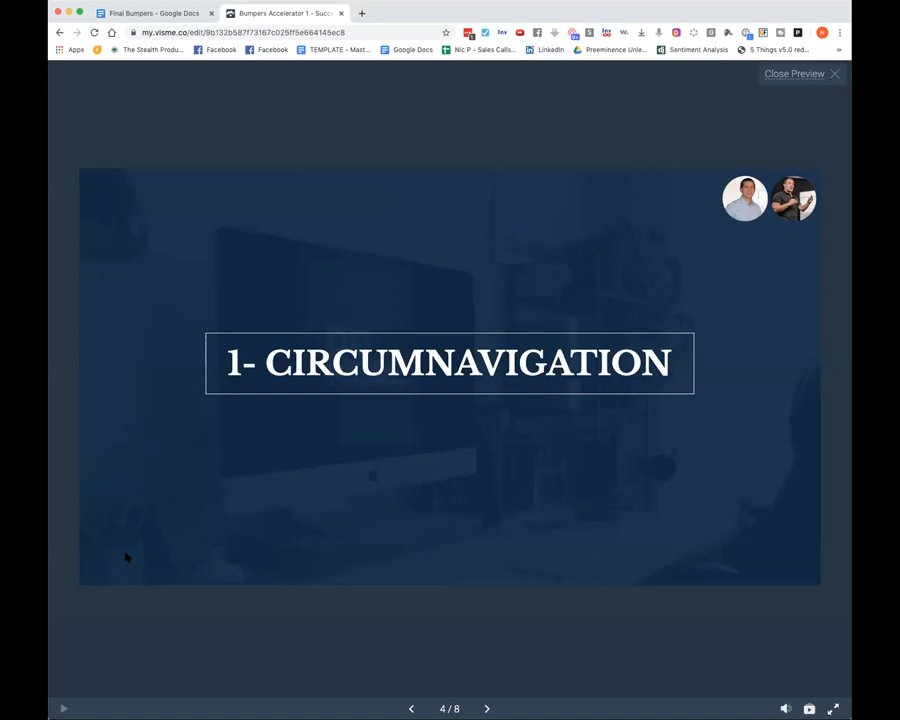 Final Bumpers - Google Docs
Bumpers Accelerator 1 - Succ
my.visme.co/edit/9b132b587f73167c025ff5e664145ec8
Apps
The Stealth Produ...
Facebook
Facebook
TEMPLATE - Mast...
Google Docs
Nic P - Sales Calls...
LinkedIn
Preeminence Unle...
Sentiment Analysis
5 Things v5.0 red...
»
Close Preview
1- CIRCUMNAVIGATION
4 / 8